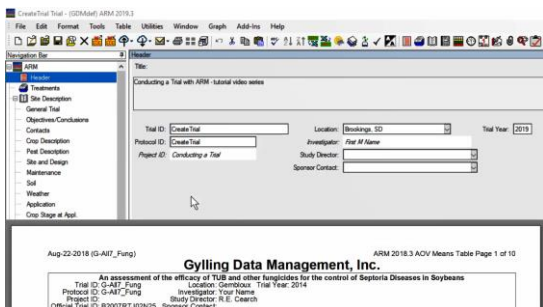 CreateTrial Trial - (GDMdef) ARM 2019.3
File Edit Format Tools Table Utilities Window Graph Add-Ins Help
Navigation Bar
Header
ARM
Title:
Header
Conducting a Trial with ARM - tutorial video series
Treatments
Site Description
General Trial
Objectives/Conclusions
Contacts
Trial ID: CreateTrial Location: Brookings, SD Trial Year: 2019
Crop Description
Protocol ID: CreateTrial Investigator: First M Name
Pest Description
Project ID: Conducting a Trial Study Director:
Site and Design
Sponsor Contact:
Maintenance
Soil
Weather
Application
Crop Stage at Appl.
Aug-22-2018 (G-All7_Fung) ARM 2018.3 AOV Means Table Page 1 of 10
Gylling Data Management, Inc.
An assessment of the efficacy of TUB and other fungicides for the control of Septoria Diseases in Soybeans
Trial ID: G-All7_Fung Location: Gembloux Trial Year: 2014
Protocol ID: G-All7_Fung Investigator: Your Name
Project ID: Study Director: R.E. Cearch
Official Trial ID: Sponsor Contact: